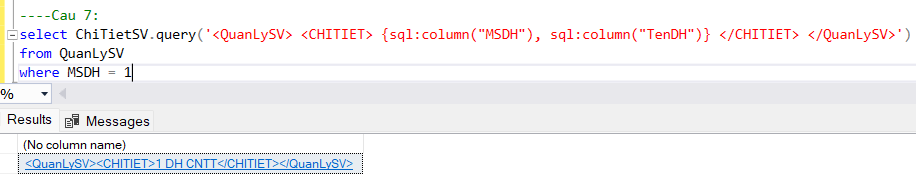 ----Cau 7:
select ChiTietSV.query('<QuanLySV> <CHITIET> {sql:column("MSDH"), sql:column("TenDH")} </CHITIET> </QuanLySV>')
from QuanLySV
where MSDH = 1
%
Results Messages
(No column name)
<QuanLySV><CHITIET>1 DH CNTT</CHITIET></QuanLySV>